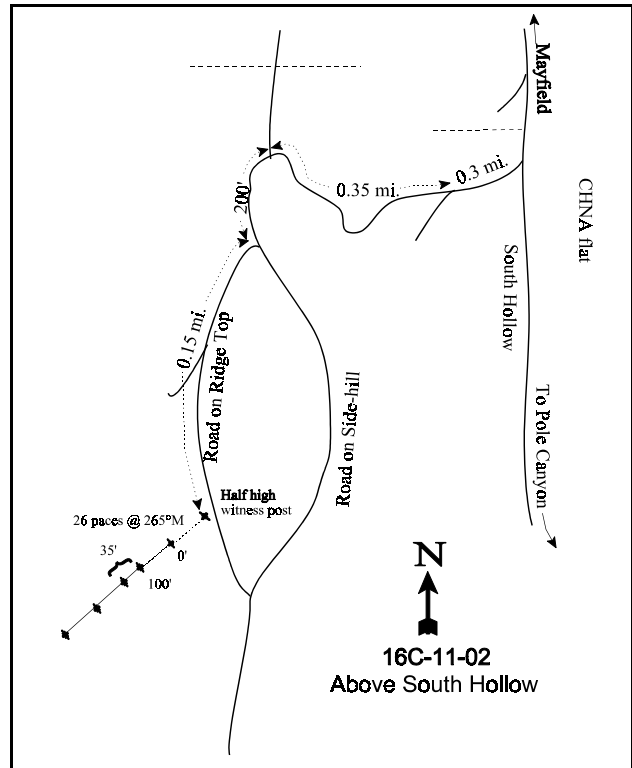 Mayfield
0.3 mi.
0.35 mi.
200'
CHNA flat
South Hollow
0.15 mi.
Road on Ridge Top
Road on Side-hill
To Pole Canyon
Half high
witness post
26 paces @ 265°M
35'
0'
100'
N
16C-11-02
Above South Hollow